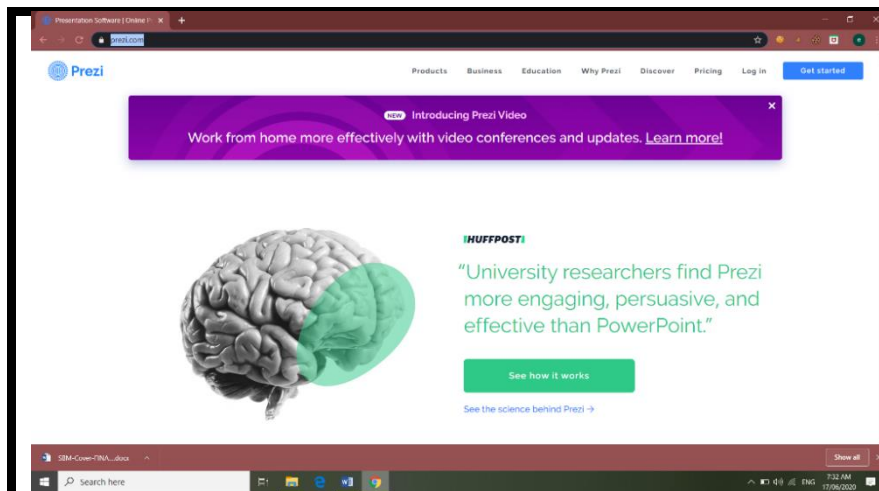 Presentation Software | Online Pr
prezi.com
Prezi
Products Business Education Why Prezi Discover Pricing Log in Get started
NEW Introducing Prezi Video
Work from home more effectively with video conferences and updates. Learn more!
HUFFPOST
“University researchers find Prezi
more engaging, persuasive, and
effective than PowerPoint.”
See how it works
See the science behind Prezi →
SBM-Cover-FINA....docx Show all
Search here ENG 7:32 AM
17/06/2020